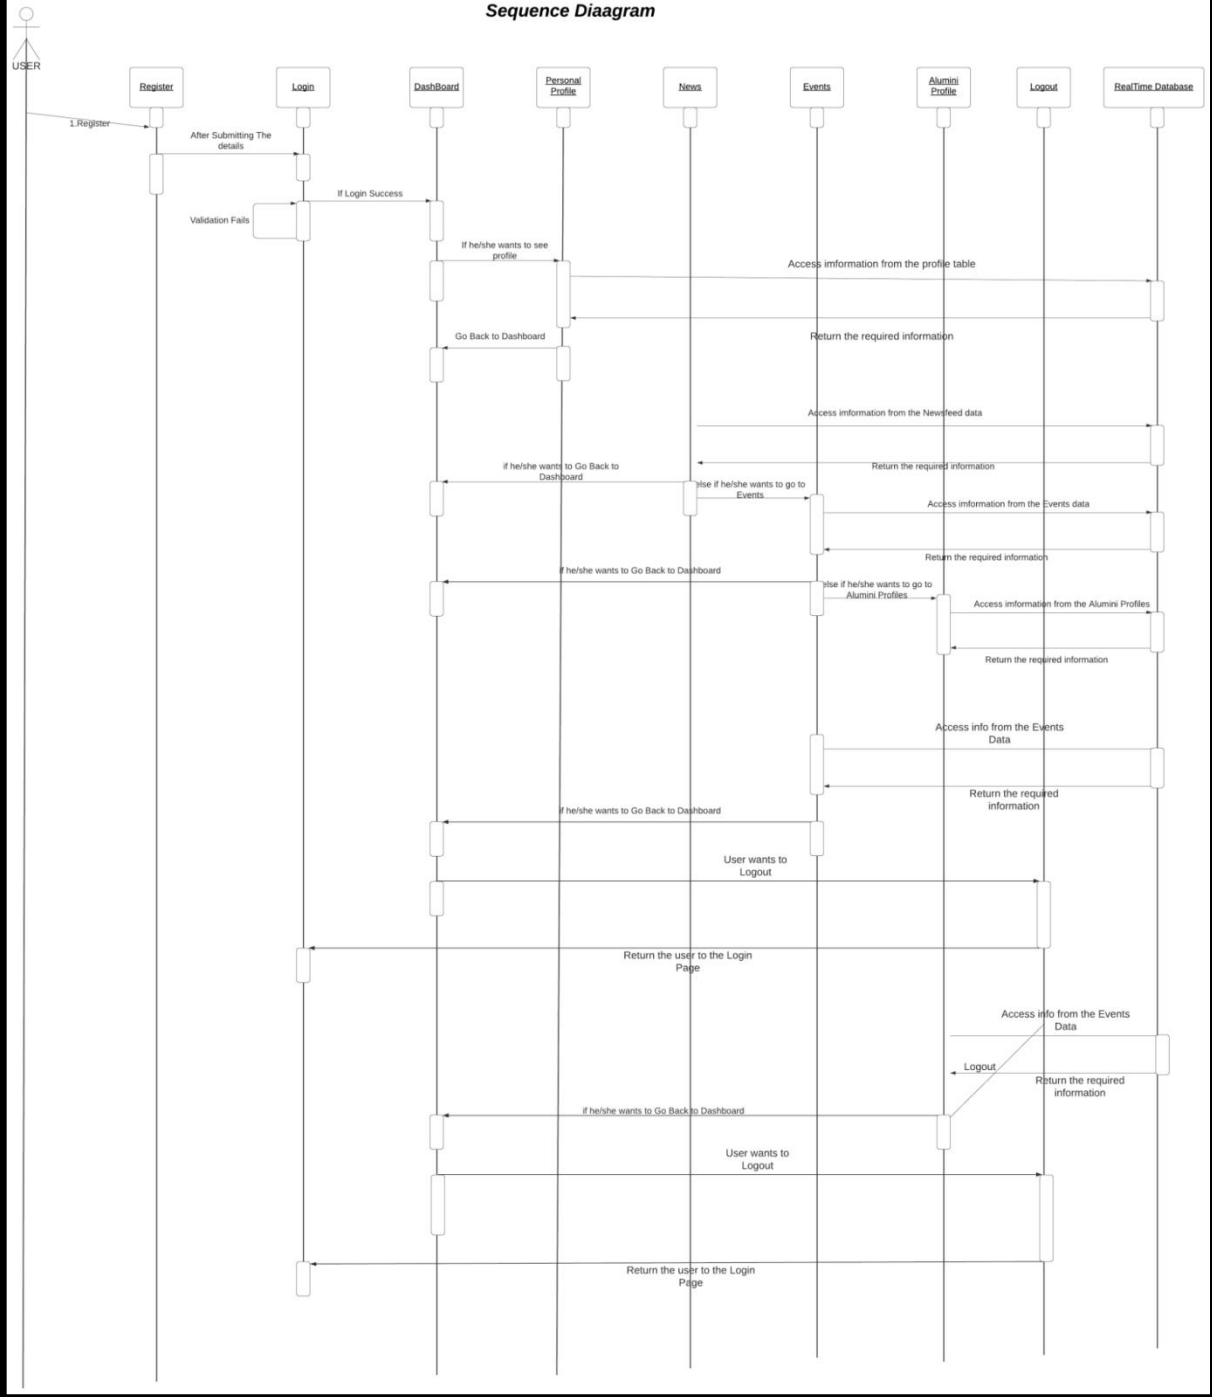 Sequence Diaagram
USER
Register
Login
DashBoard
Personal
Profile
News
Events
Alumini
Profile
Logout
RealTime Database
1.Register
After Submitting The
details
If Login Success
Validation Fails
If he/she wants to see
profile
Access imformation from the profile table
Return the required information
Go Back to Dashboard
Access imformation from the Newsfeed data
Return the required information
if he/she wants to Go Back to
Dashboard
else if he/she wants to go to
Events
Access imformation from the Events data
Return the required information
if he/she wants to Go Back to Dashboard
else if he/she wants to go to
Alumini Profiles
Access imformation from the Alumini Profiles
Return the required information
Access info from the Events
Data
Return the required
information
if he/she wants to Go Back to Dashboard
User wants to
Logout
Return the user to the Login
Page
Access info from the Events
Data
Logout
Return the required
information
if he/she wants to Go Back to Dashboard
User wants to
Logout
Return the user to the Login
Page